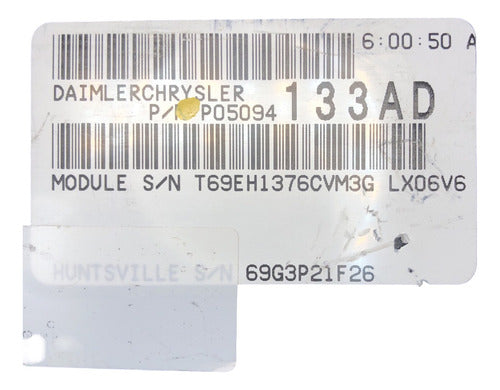 6:00:50 A
DAIMLERCHRYSLER
P/N P05094 133AD
MODULE S/N T69EH1376CVM3G LX06V6
HUNTSVILLE S/N 69G3P21F26